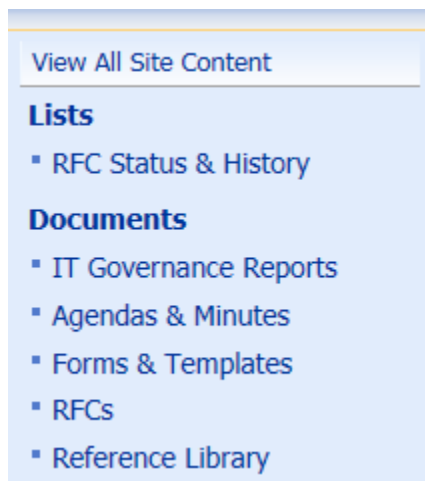 View All Site Content
Lists
RFC Status & History
Documents
IT Governance Reports
Agendas & Minutes
Forms & Templates
RFCs
Reference Library